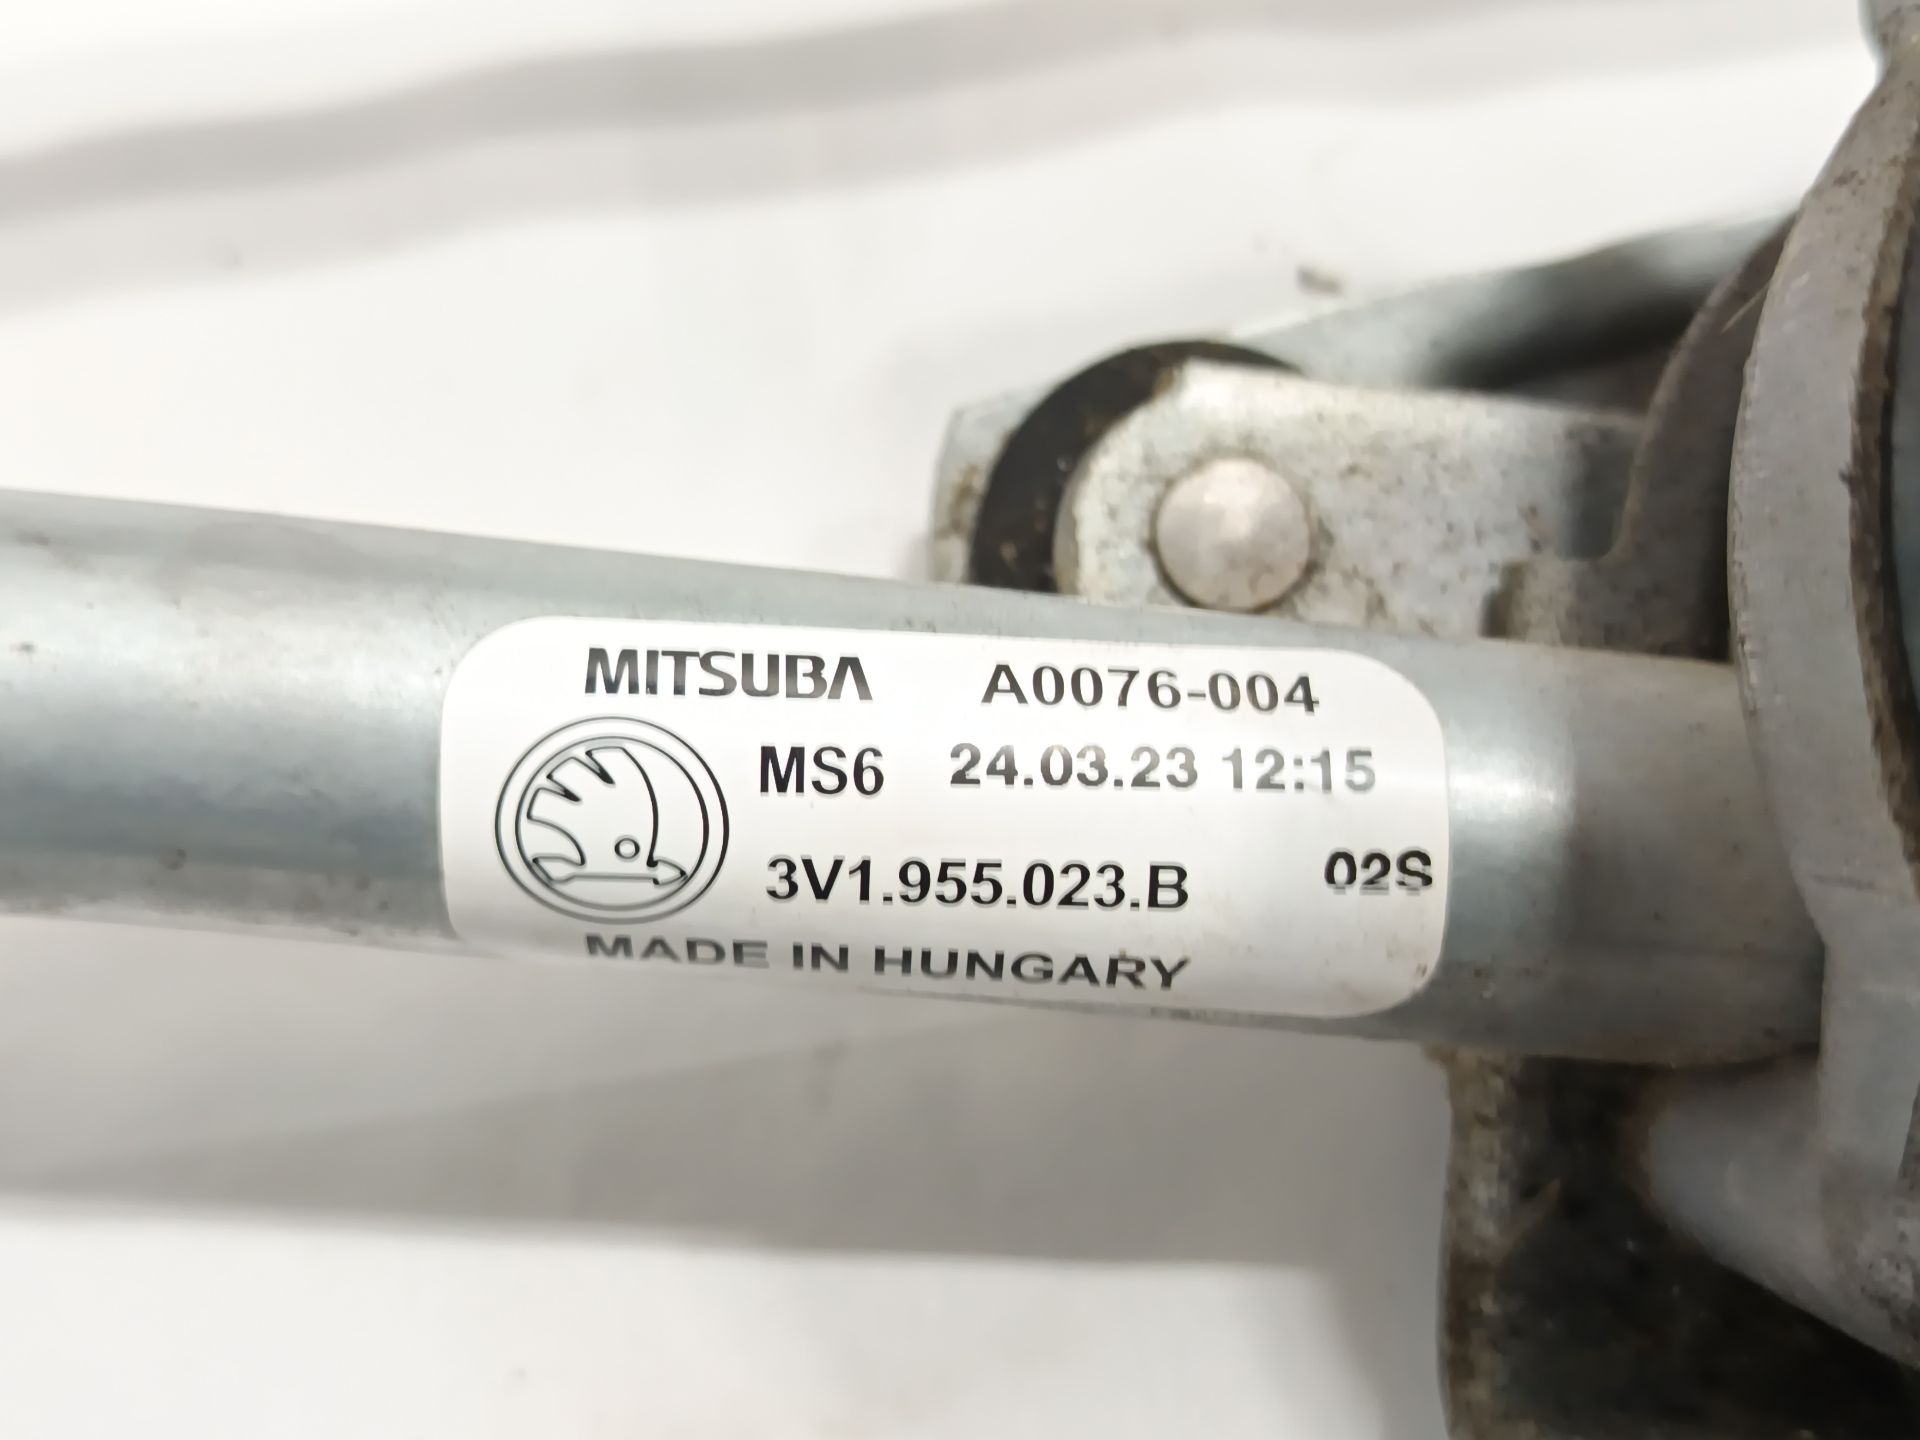 MITSUBA A0076-004
MS6 24.03.23 12:15
3V1.955.023.B 02S
MADE IN HUNGARY